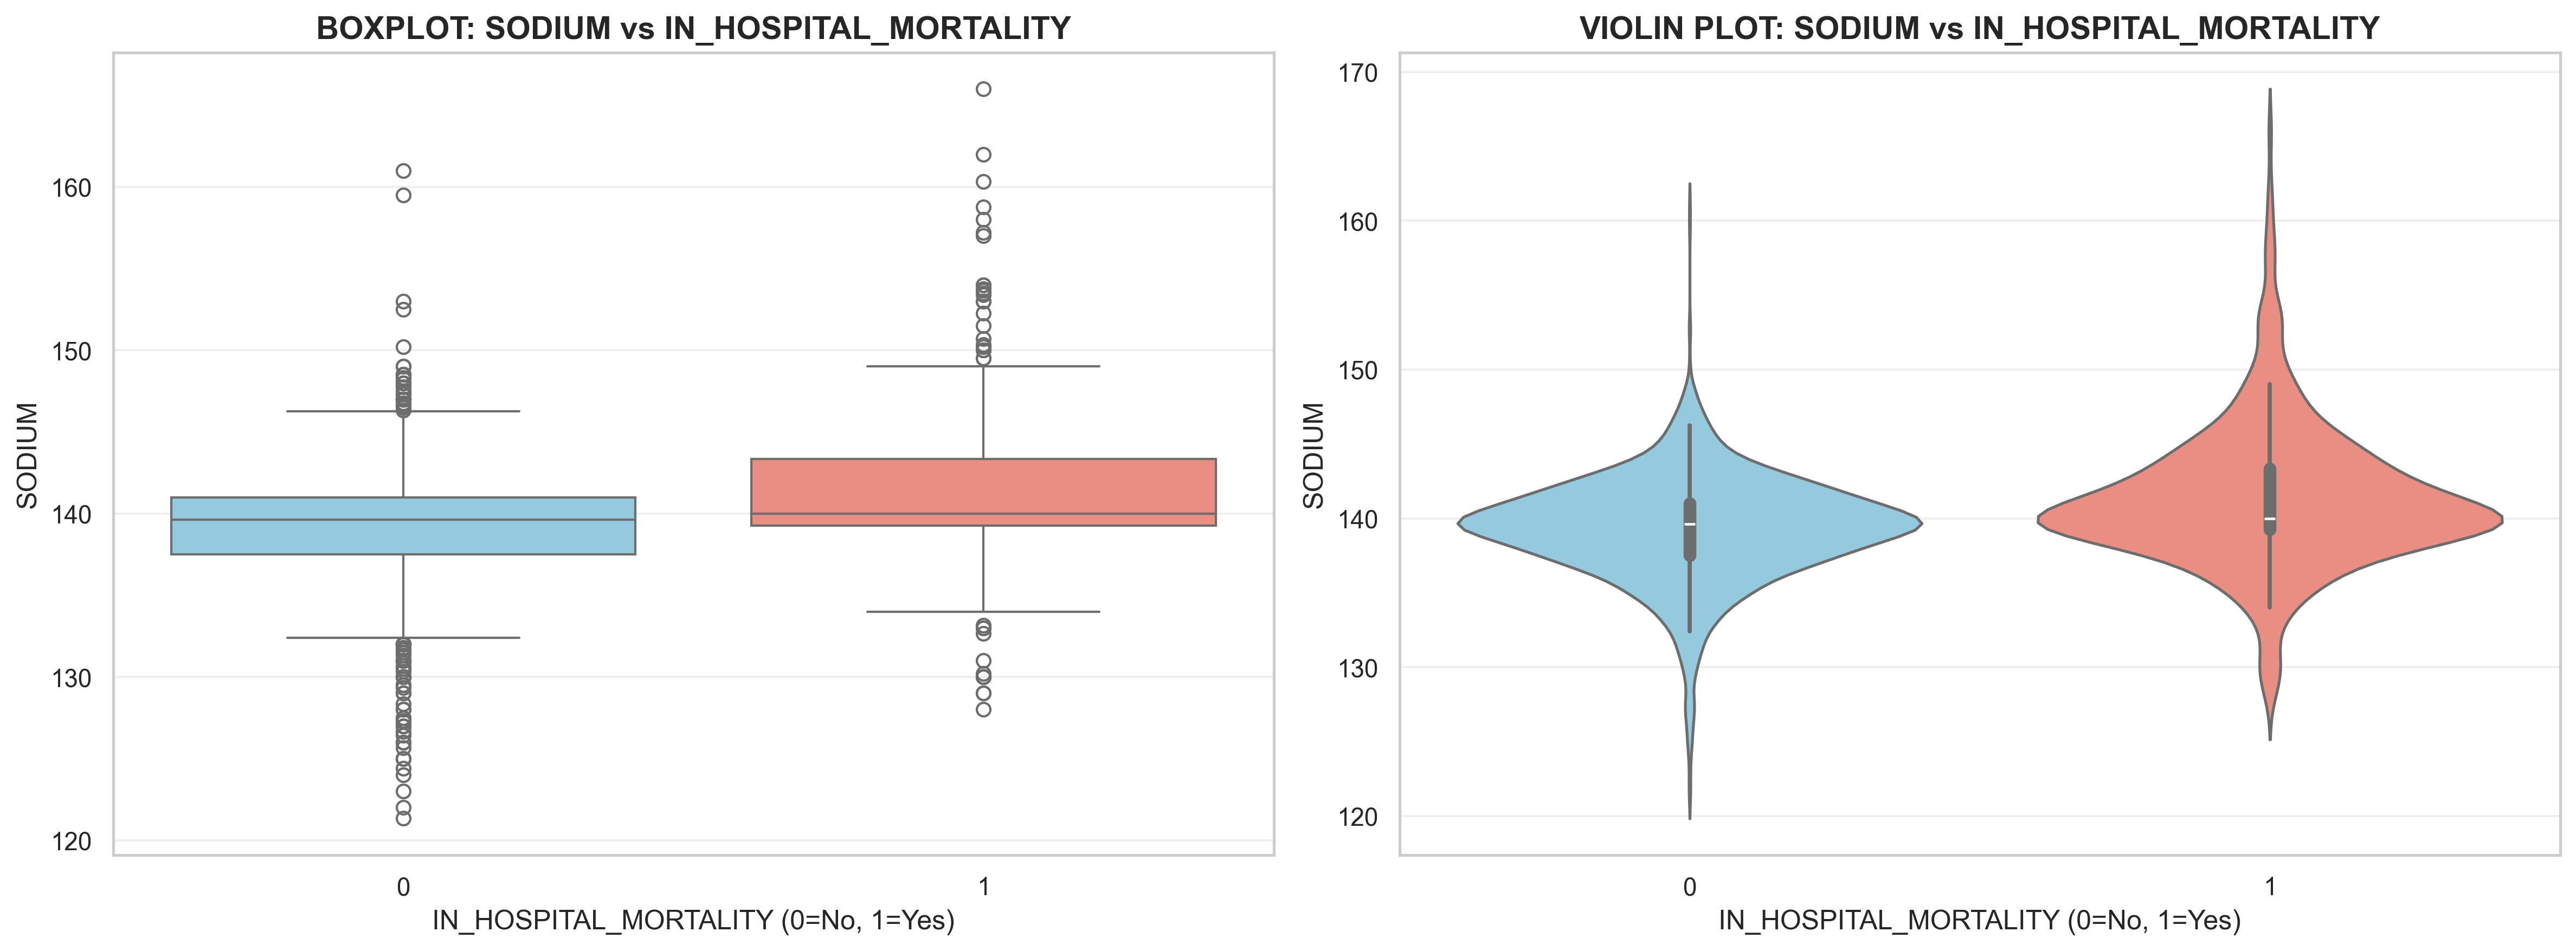 BOXPLOT: SODIUM vs IN_HOSPITAL_MORTALITY
160
150
140
130
120
SODIUM
0
1
IN_HOSPITAL_MORTALITY (0=No, 1=Yes)
VIOLIN PLOT: SODIUM vs IN_HOSPITAL_MORTALITY
170
160
150
140
130
120
SODIUM
0
1
IN_HOSPITAL_MORTALITY (0=No, 1=Yes)